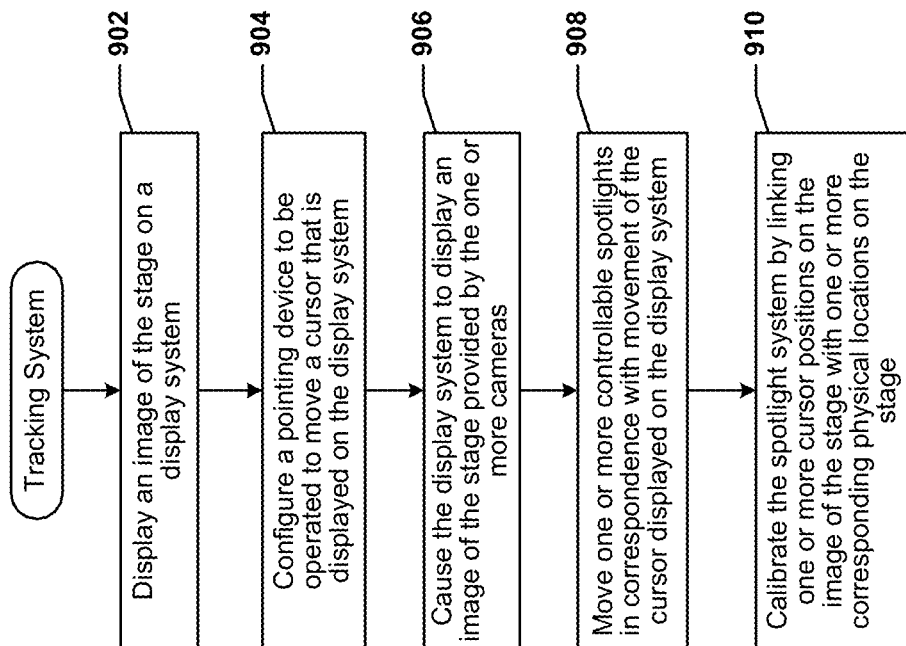 Tracking System
902
Display an image of the stage on a
display system
904
Configure a pointing device to be
operated to move a cursor that is
displayed on the display system
906
Cause the display system to display an
image of the stage provided by the one or
more cameras
908
Move one or more controllable spotlights
in correspondence with movement of the
cursor displayed on the display system
910
Calibrate the spotlight system by linking
one or more cursor positions on the
image of the stage with one or more
corresponding physical locations on the
stage